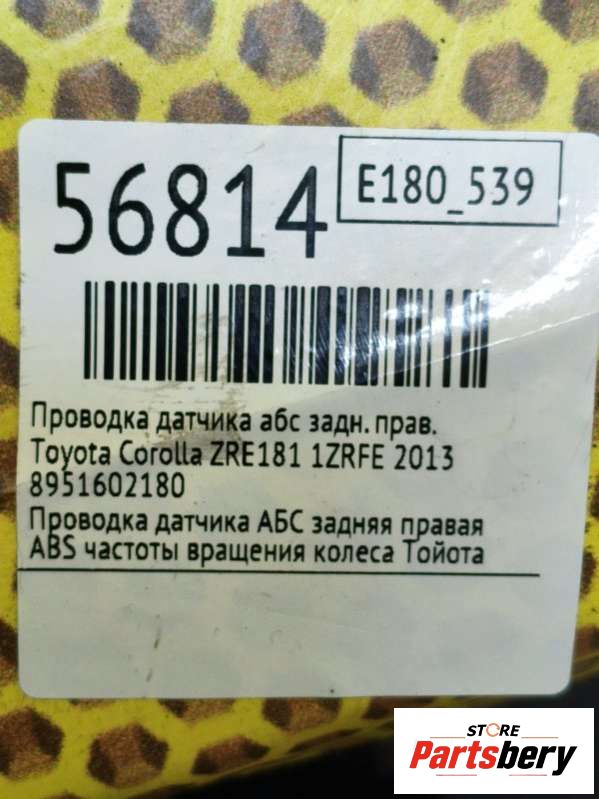 56814
E180_539
Проводка датчика абс задн. прав.
Toyota Corolla ZRE181 1ZRFE 2013
8951602180
Проводка датчика АБС задняя правая
ABS частоты вращения колеса Тойота
STORE
Partsbery